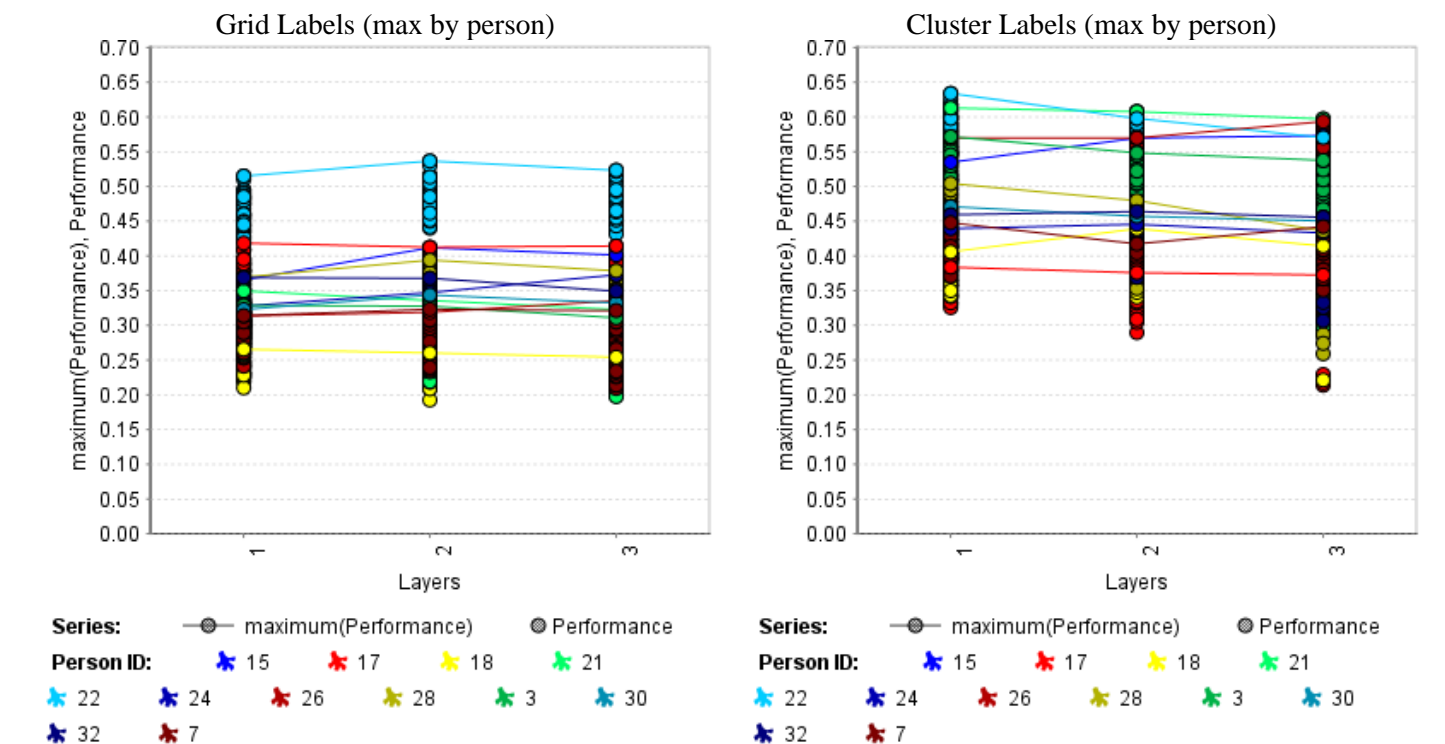 Grid Labels (max by person)
maximum(Performance), Performance
0.70
0.65
0.60
0.55
0.50
0.45
0.40
0.35
0.30
0.25
0.20
0.15
0.10
0.05
0.00
1 2 3
Layers
Series: maximum(Performance) Performance
Person ID: 15 17 18 21
22 24 26 28 3 30
32 7
Cluster Labels (max by person)
maximum(Performance), Performance
0.70
0.65
0.60
0.55
0.50
0.45
0.40
0.35
0.30
0.25
0.20
0.15
0.10
0.05
0.00
1 2 3
Layers
Series: maximum(Performance) Performance
Person ID: 15 17 18 21
22 24 26 28 3 30
32 7